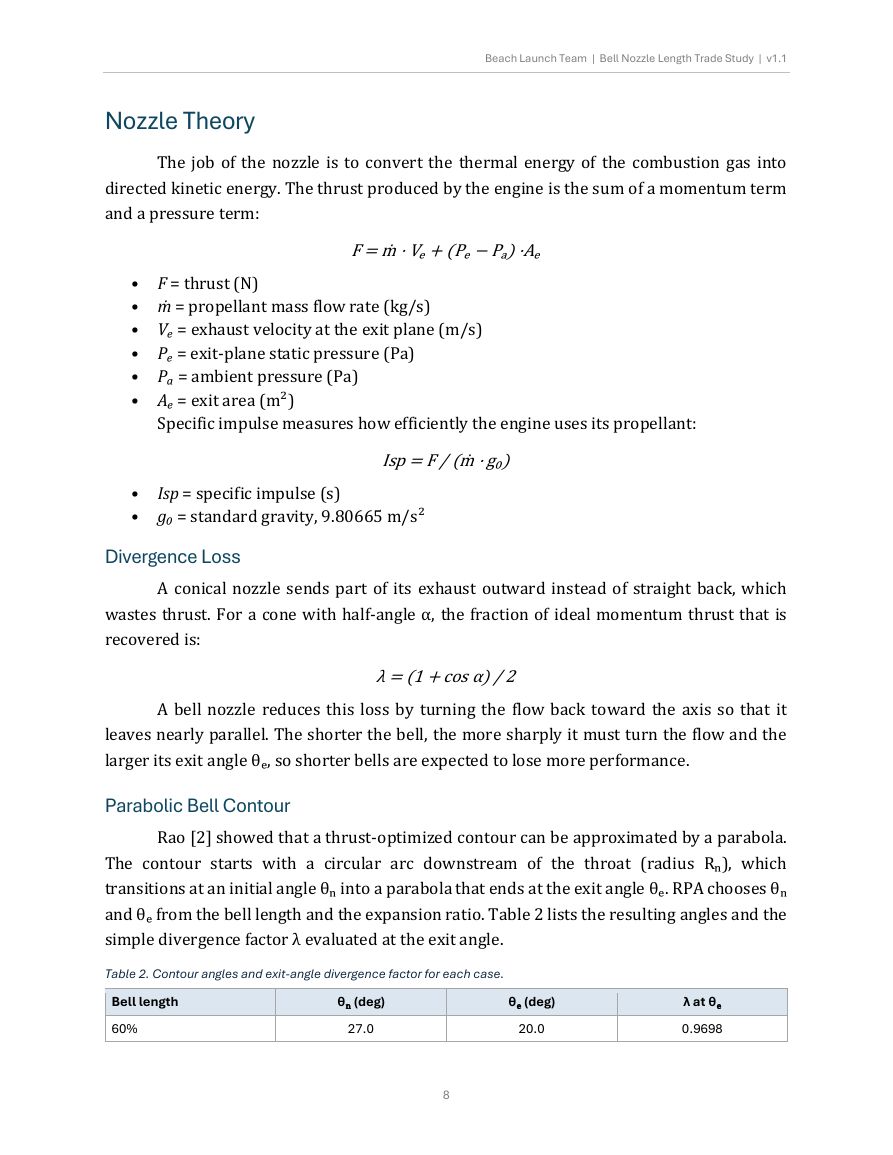 Beach Launch Team | Bell Nozzle Length Trade Study | v1.1
Nozzle Theory
The job of the nozzle is to convert the thermal energy of the combustion gas into
directed kinetic energy. The thrust produced by the engine is the sum of a momentum term
and a pressure term:
F = ṁ · Vₑ + (Pₑ − Pₐ) ·Aₑ
• F = thrust (N)
• ṁ = propellant mass flow rate (kg/s)
• Vₑ = exhaust velocity at the exit plane (m/s)
• Pₑ = exit-plane static pressure (Pa)
• Pₐ = ambient pressure (Pa)
• Aₑ = exit area (m²)
Specific impulse measures how efficiently the engine uses its propellant:
Isp = F / (ṁ · g₀)
• Isp = specific impulse (s)
• g₀ = standard gravity, 9.80665 m/s²
Divergence Loss
A conical nozzle sends part of its exhaust outward instead of straight back, which
wastes thrust. For a cone with half-angle α, the fraction of ideal momentum thrust that is
recovered is:
λ = (1 + cos α) / 2
A bell nozzle reduces this loss by turning the flow back toward the axis so that it
leaves nearly parallel. The shorter the bell, the more sharply it must turn the flow and the
larger its exit angle θₑ, so shorter bells are expected to lose more performance.
Parabolic Bell Contour
Rao [2] showed that a thrust-optimized contour can be approximated by a parabola.
The contour starts with a circular arc downstream of the throat (radius Rₙ), which
transitions at an initial angle θₙ into a parabola that ends at the exit angle θₑ. RPA chooses θₙ
and θₑ from the bell length and the expansion ratio. Table 2 lists the resulting angles and the
simple divergence factor λ evaluated at the exit angle.
Table 2. Contour angles and exit-angle divergence factor for each case.
Bell length θₙ (deg) θₑ (deg) λ at θₑ
60% 27.0 20.0 0.9698
8